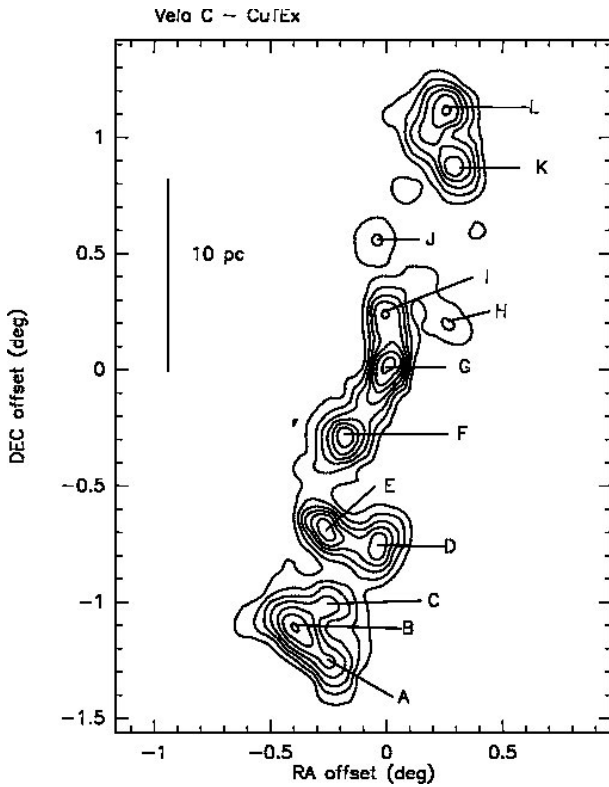 Vela C - CuTEx
L
1
K
J
0.5
10 pc
I
H
G
0
F
DEC offset (deg)
E
-0.5
D
C
-1
B
A
-1.5
-1
-0.5
0
0.5
RA offset (deg)